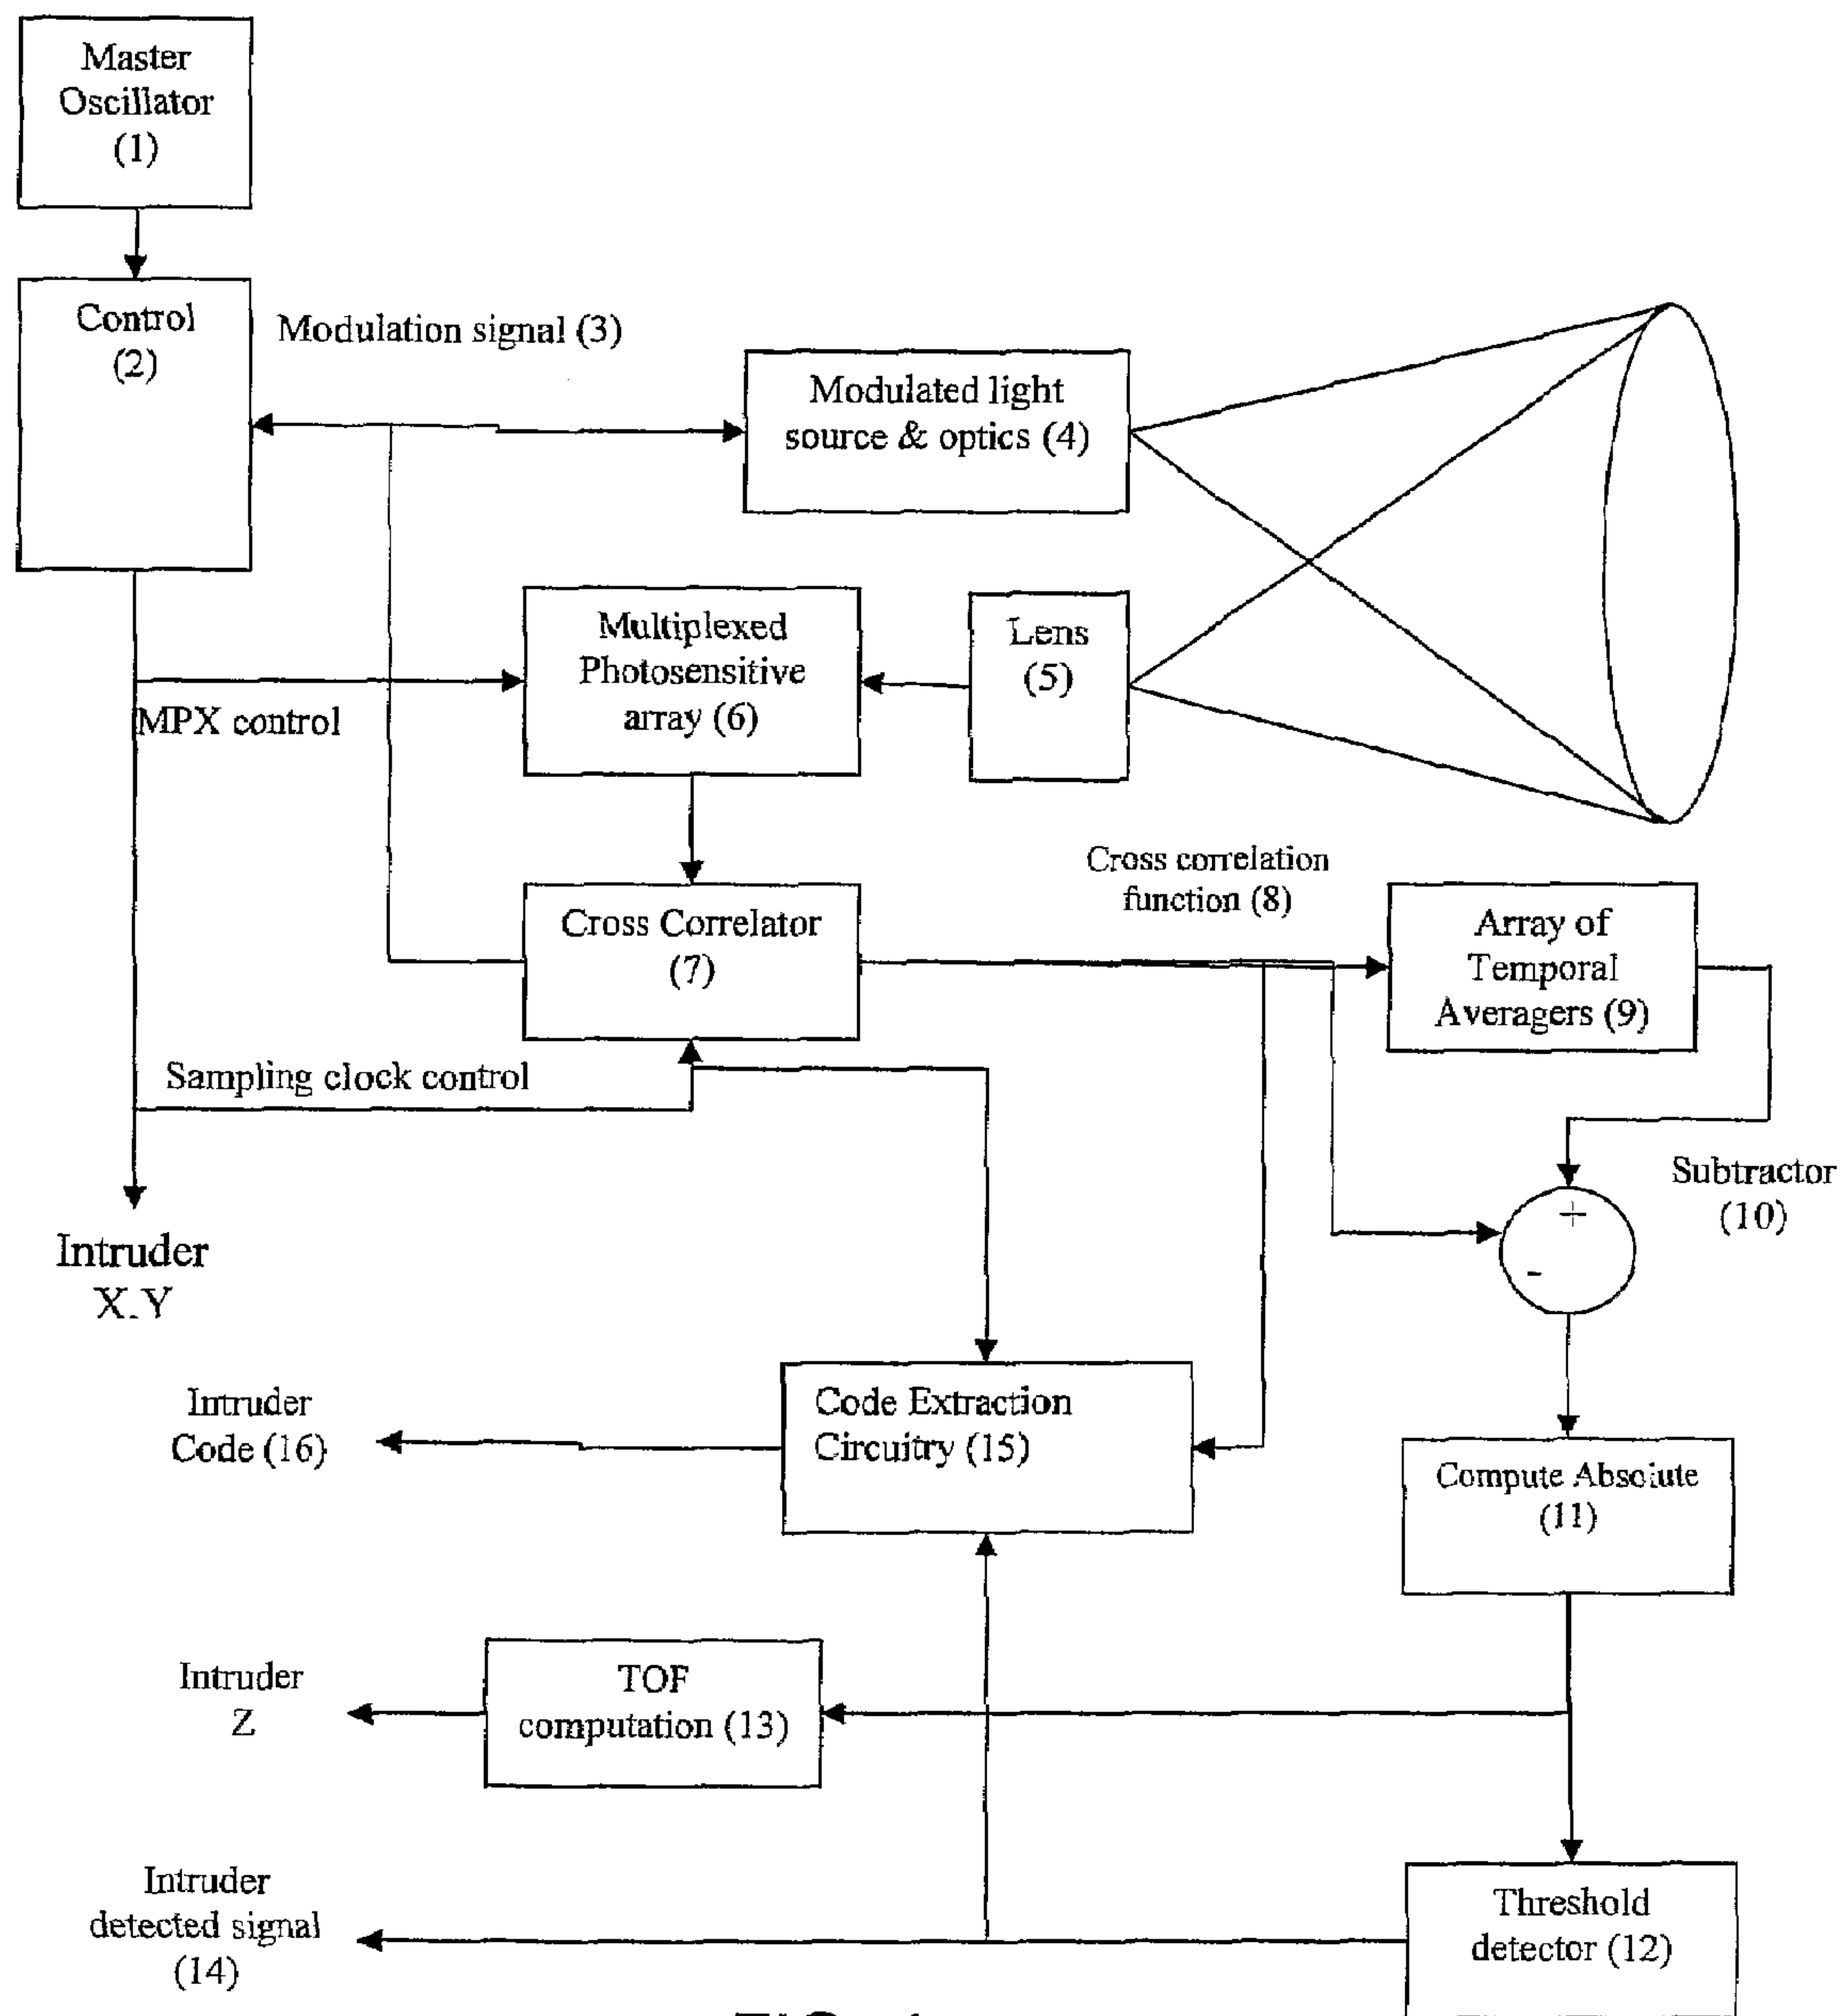 Master
Oscillator
(1)
Control
(2)
Modulation signal (3)
Modulated light
source & optics (4)
Multiplexed
Photosensitive
array (6)
Lens
(5)
MPX control
Cross correlation
function (8)
Cross Correlator
(7)
Array of
Temporal
Averagers (9)
Sampling clock control
Subtractor
(10)
+
-
Intruder
X,Y
Intruder
Code (16)
Code Extraction
Circuitry (15)
Compute Absolute
(11)
Intruder
Z
TOF
computation (13)
Intruder
detected signal
(14)
Threshold
detector (12)